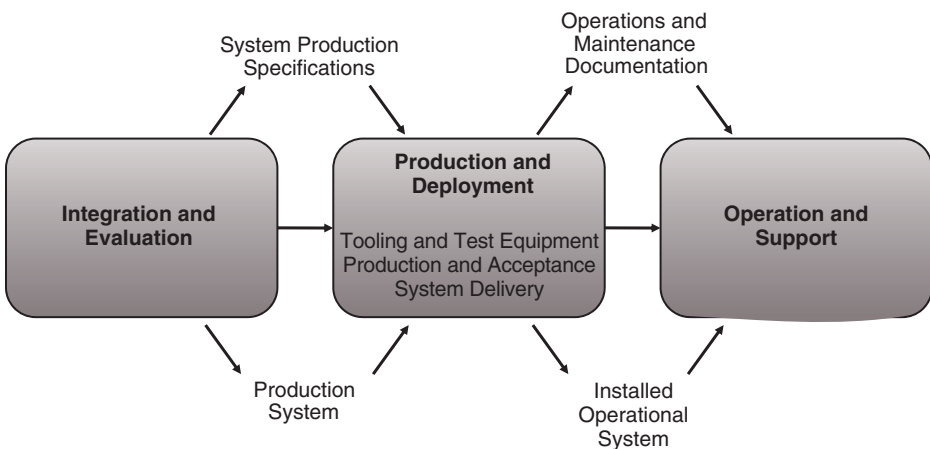 System Production
Specifications
Operations and
Maintenance
Documentation
Integration and
Evaluation
Production and
Deployment
Tooling and Test Equipment
Production and Acceptance
System Delivery
Operation and
Support
Production
System
Installed
Operational
System